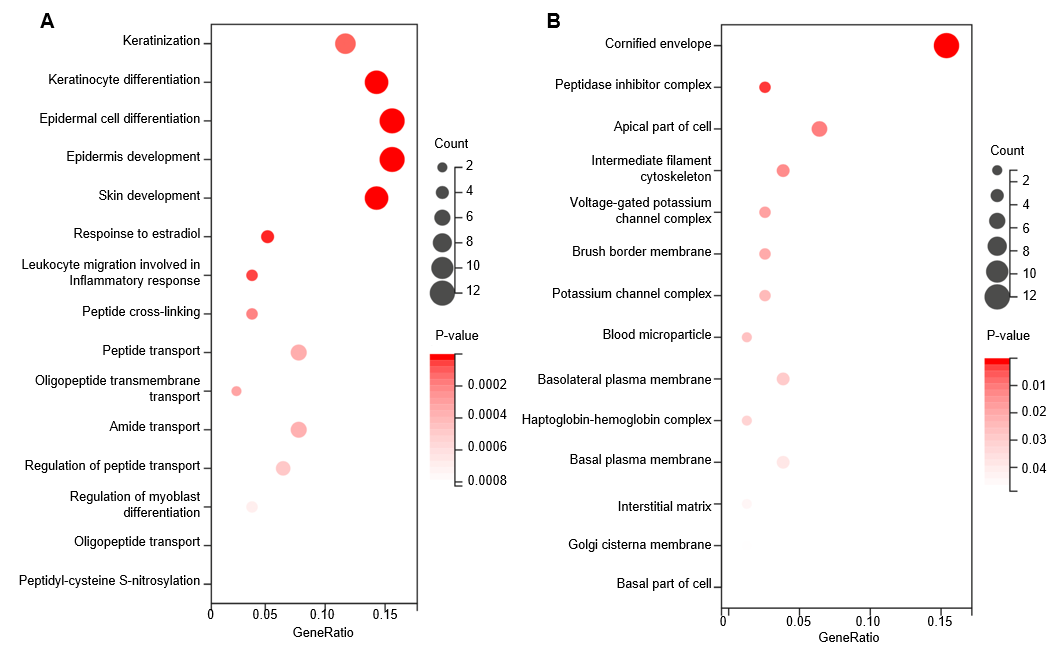 A
Keratinization
Keratinocyte differentiation
Epidermal cell differentiation
Epidermis development
Skin development
Respoinse to estradiol
Leukocyte migration involved in
Inflammatory response
Peptide cross-linking
Peptide transport
Oligopeptide transmembrane
transport
Amide transport
Regulation of peptide transport
Regulation of myoblast
differentiation
Oligopeptide transport
Peptidyl-cysteine S-nitrosylation
0 0.05 0.10 0.15
GeneRatio
Count
2
4
6
8
10
12
P-value
0.0002
0.0004
0.0006
0.0008
B
Cornified envelope
Peptidase inhibitor complex
Apical part of cell
Intermediate filament
cytoskeleton
Voltage-gated potassium
channel complex
Brush border membrane
Potassium channel complex
Blood microparticle
Basolateral plasma membrane
Haptoglobin-hemoglobin complex
Basal plasma membrane
Interstitial matrix
Golgi cisterna membrane
Basal part of cell
0 0.05 0.10 0.15
GeneRatio
Count
2
4
6
8
10
12
P-value
0.01
0.02
0.03
0.04